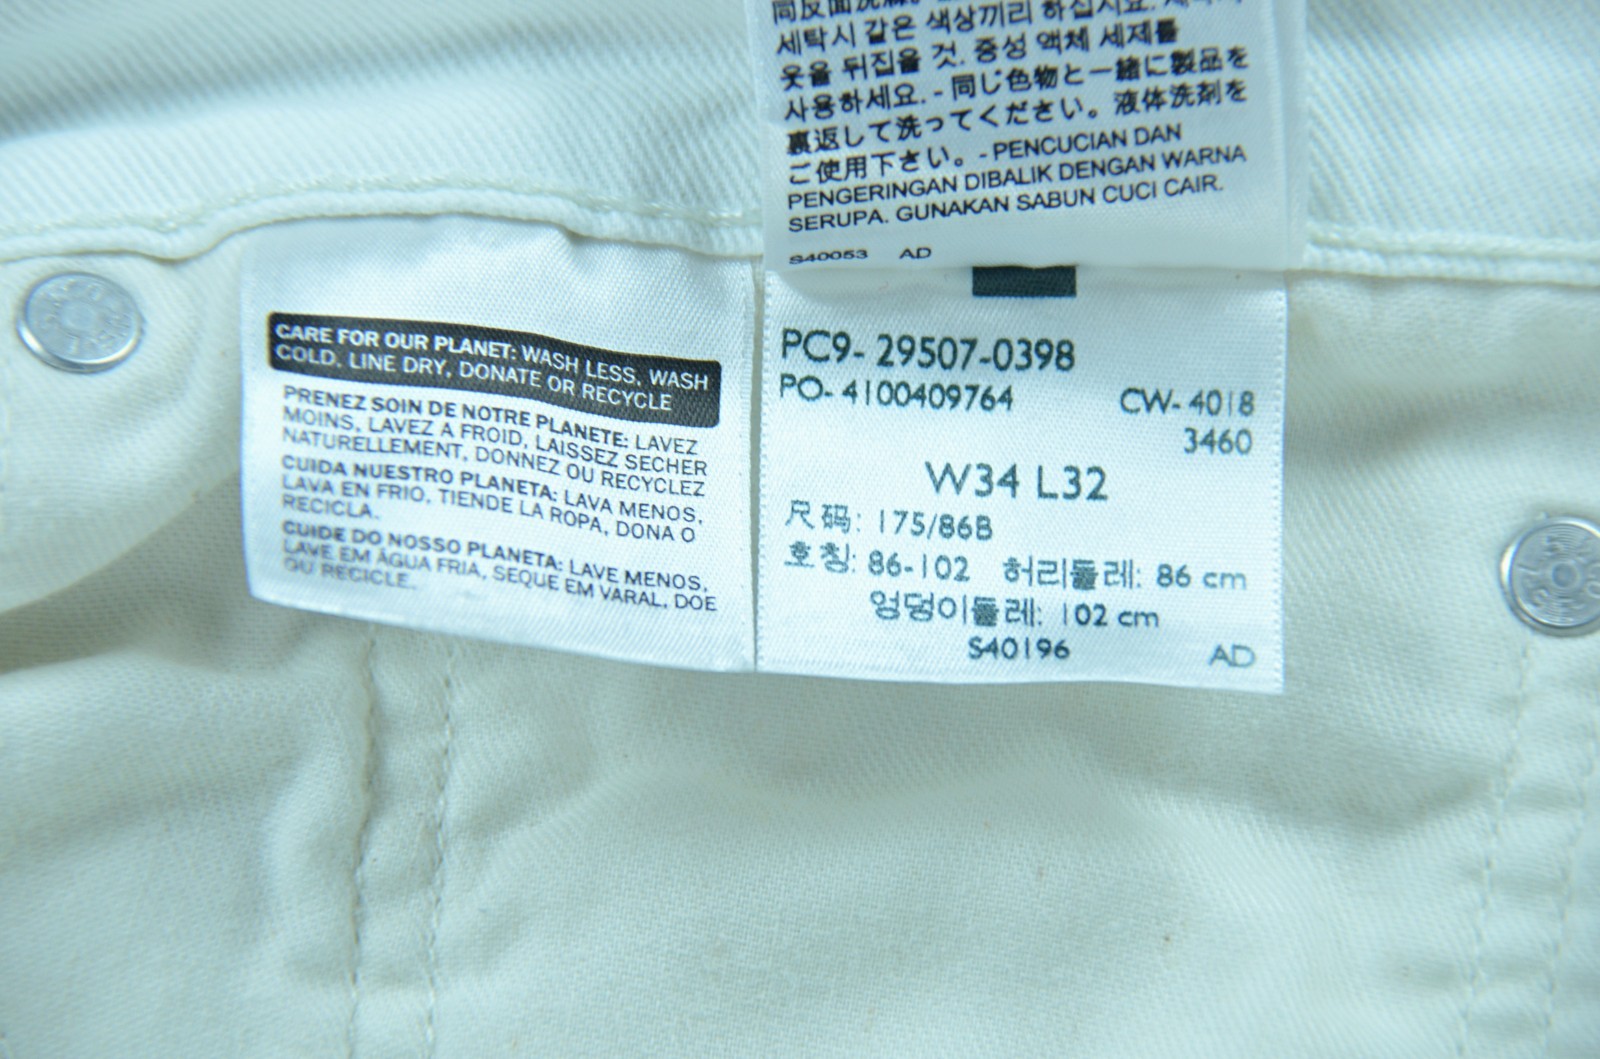 세탁시 같은 색상끼리 하십시요.
옷을 뒤집을 것. 중성 액체 세제를
사용하세요. - 同じ色物と一緒に製品を
裏返して洗ってください。液体洗剤を
ご使用下さい。- PENCUCIAN DAN
PENGERINGAN DIBALIK DENGAN WARNA
SERUPA. GUNAKAN SABUN CUCI CAIR.
S40053 AD
CARE FOR OUR PLANET: WASH LESS, WASH
COLD, LINE DRY, DONATE OR RECYCLE
PRENEZ SOIN DE NOTRE PLANETE: LAVEZ
MOINS, LAVEZ A FROID, LAISSEZ SECHER
NATURELLEMENT, DONNEZ OU RECYCLEZ
CUIDA NUESTRO PLANETA: LAVA MENOS,
LAVA EN FRIO, TIENDE LA ROPA, DONA O
RECICLA.
CUIDE DO NOSSO PLANETA: LAVE MENOS,
LAVE EM ÁGUA FRIA, SEQUE EM VARAL, DOE
OU RECICLE.
PC9- 29507-0398
PO- 4100409764 CW- 4018
3460
W34 L32
尺码: 175/86B
호칭: 86-102 허리둘레: 86 cm
엉덩이둘레: 102 cm
S40196 AD